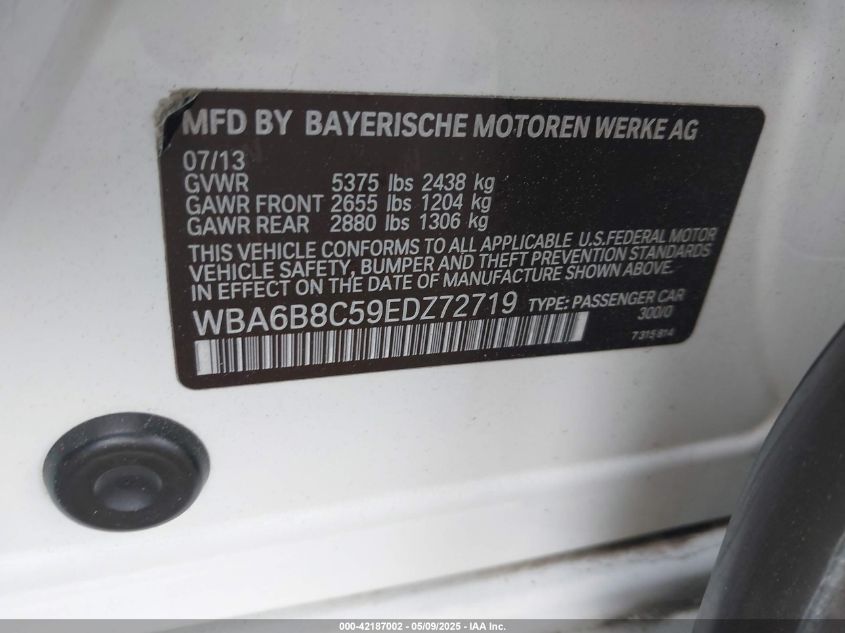 MFD BY BAYERISCHE MOTOREN WERKE AG
07/13
GVWR 5375 lbs 2438 kg
GAWR FRONT 2655 lbs 1204 kg
GAWR REAR 2880 lbs 1306 kg
THIS VEHICLE CONFORMS TO ALL APPLICABLE U.S.FEDERAL MOTOR
VEHICLE SAFETY, BUMPER AND THEFT PREVENTION STANDARDS
IN EFFECT ON THE DATE OF MANUFACTURE SHOWN ABOVE.
WBA6B8C59EDZ72719 TYPE: PASSENGER CAR
300/0
7 315 814
000-42187002 - 05/09/2025 - IAA Inc.